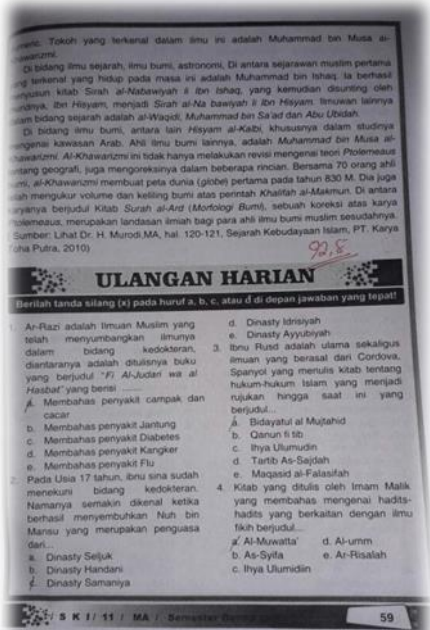 Tokoh yang terkenal dalam ilmu ini adalah Muhammad bin Musa al-
Di bidang ilmu sejarah, ilmu bumi, astronomi, Di antara sejarawan muslim pertama
yang terkenal yang hidup pada masa ini adalah Muhammad bin Ishaq. Ia berhasil
menyusun kitab Sirah al-Nabawiyah li Ibn Ishaq, yang kemudian disunting oleh
Ibn Hisyam, menjadi Sirah al-Na bawiyah li Ibn Hisyam. Ilmuwan lainnya
dalam bidang sejarah adalah al-Waqidi, Muhammad bin Sa'ad dan Abu Ubidah.
Di bidang ilmu bumi, antara lain Hisyam al-Kalbi, khususnya dalam studinya
mengenai kawasan Arab. Ahli ilmu bumi lainnya, adalah Muhammad bin Musa al-
Khawarizmi. Al-Khawarizmi ini tidak hanya melakukan revisi mengenai teori Ptolemeaus
tentang geografi, juga mengoreksinya dalam beberapa rincian. Bersama 70 orang ahli
bumi, al-Khawarizmi membuat peta dunia (globe) pertama pada tahun 830 M. Dia juga
telah mengukur volume dan keliling bumi atas perintah Khalifah al-Makmun. Di antara
karyanya berjudul Kitab Surah al-Ard (Morfologi Bumi), sebuah koreksi atas karya
Ptolemeaus, merupakan landasan ilmiah bagi para ahli ilmu bumi muslim sesudahnya.
(Sumber: Lihat Dr. H. Murodi,MA, hal. 120-121, Sejarah Kebudayaan Islam, PT. Karya
Toha Putra, 2010)
92,8
ULANGAN HARIAN
Berilah tanda silang (x) pada huruf a, b, c, atau d di depan jawaban yang tepat!
1. Ar-Razi adalah Ilmuan Muslim yang
telah menyumbangkan ilmunya
dalam bidang kedokteran,
diantaranya adalah ditulisnya buku
yang berjudul "Fi Al-Judari wa al
Hasbat" yang berisi ......
a. Membahas penyakit campak dan
cacar
b. Membahas penyakit Jantung
c. Membahas penyakit Diabetes
d. Membahas penyakit Kangker
e. Membahas penyakit Flu
2. Pada Usia 17 tahun, ibnu sina sudah
menekuni bidang kedokteran.
Namanya semakin dikenal ketika
berhasil menyembuhkan Nuh bin
Mansu yang merupakan penguasa
dari...
a. Dinasty Seljuk
b. Dinasty Handani
c. Dinasty Samaniya
d. Dinasty Idrisiyah
e. Dinasty Ayyubiyah
3. Ibnu Rusd adalah ulama sekaligus
ilmuan yang berasal dari Cordova,
Spanyol yang menulis kitab tentang
hukum-hukum Islam yang menjadi
rujukan hingga saat ini yang
berjudul...
a. Bidayatul al Mujtahid
b. Qanun fi tib
c. Ihya Ulumudin
d. Tartib As-Sajdah
e. Maqasid al-Falasifah
4. Kitab yang ditulis oleh Imam Malik
yang membahas mengenai hadits-
hadits yang berkaitan dengan ilmu
fikih berjudul...
a. Al-Muwatta'
b. As-Syifa
c. Ihya Ulumidiin
d. Al-umm
e. Ar-Risalah
S K I / 11 / MA / Semester
59